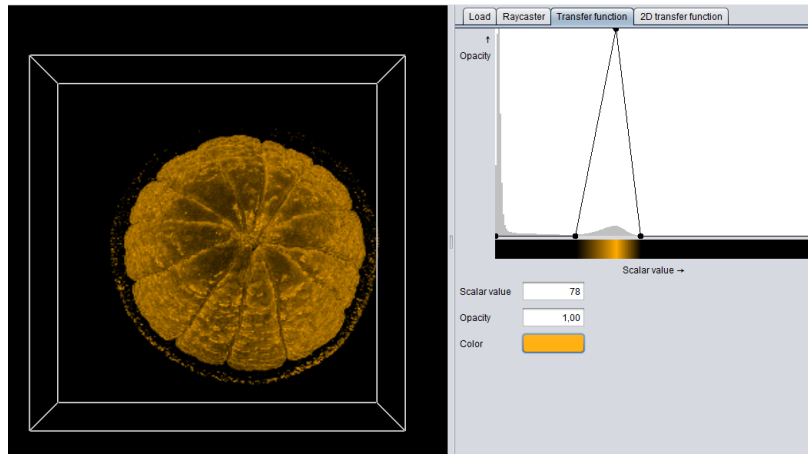 Load Raycaster Transfer function 2D transfer function
↑
Opacity
Scalar value →
Scalar value 78
Opacity 1,00
Color